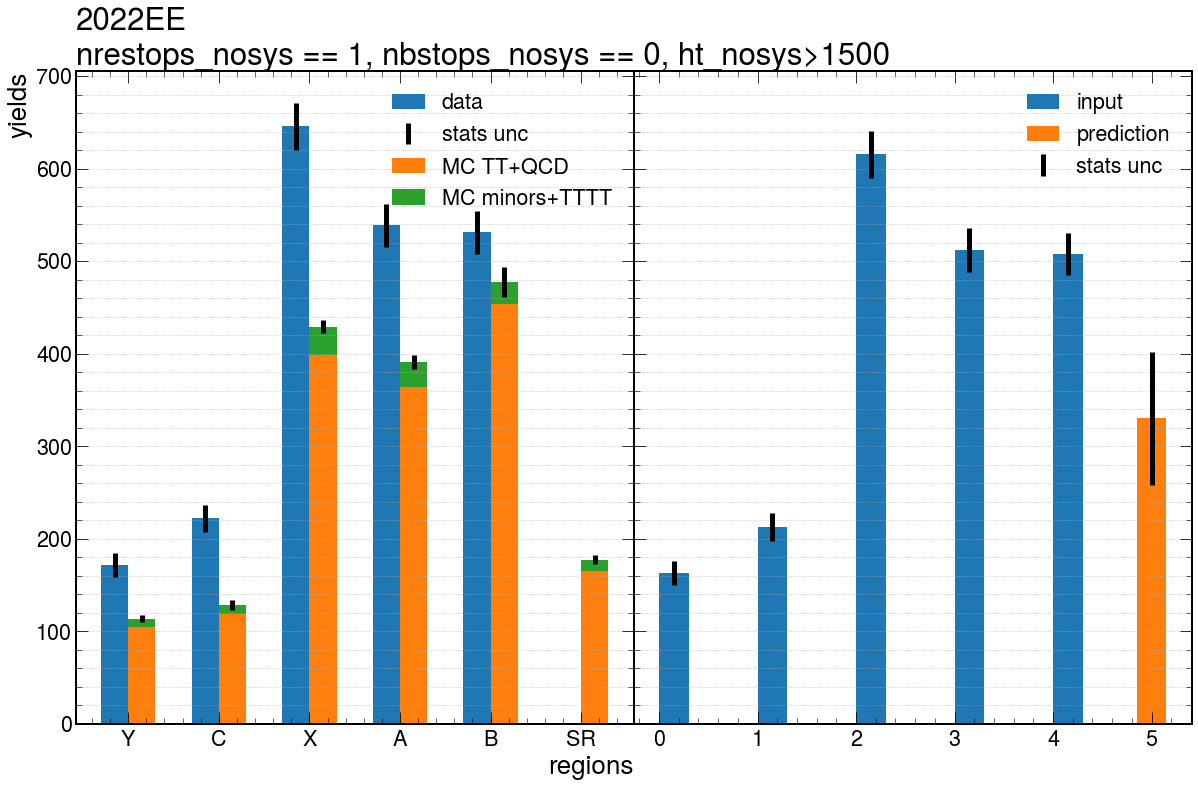 2022EE
nrestops_nosys == 1, nbstops_nosys == 0, ht_nosys>1500
yields
700
600
500
400
300
200
100
0
data
stats unc
MC TT+QCD
MC minors+TTTT
Y C X A B SR
input
prediction
stats unc
0 1 2 3 4 5
regions